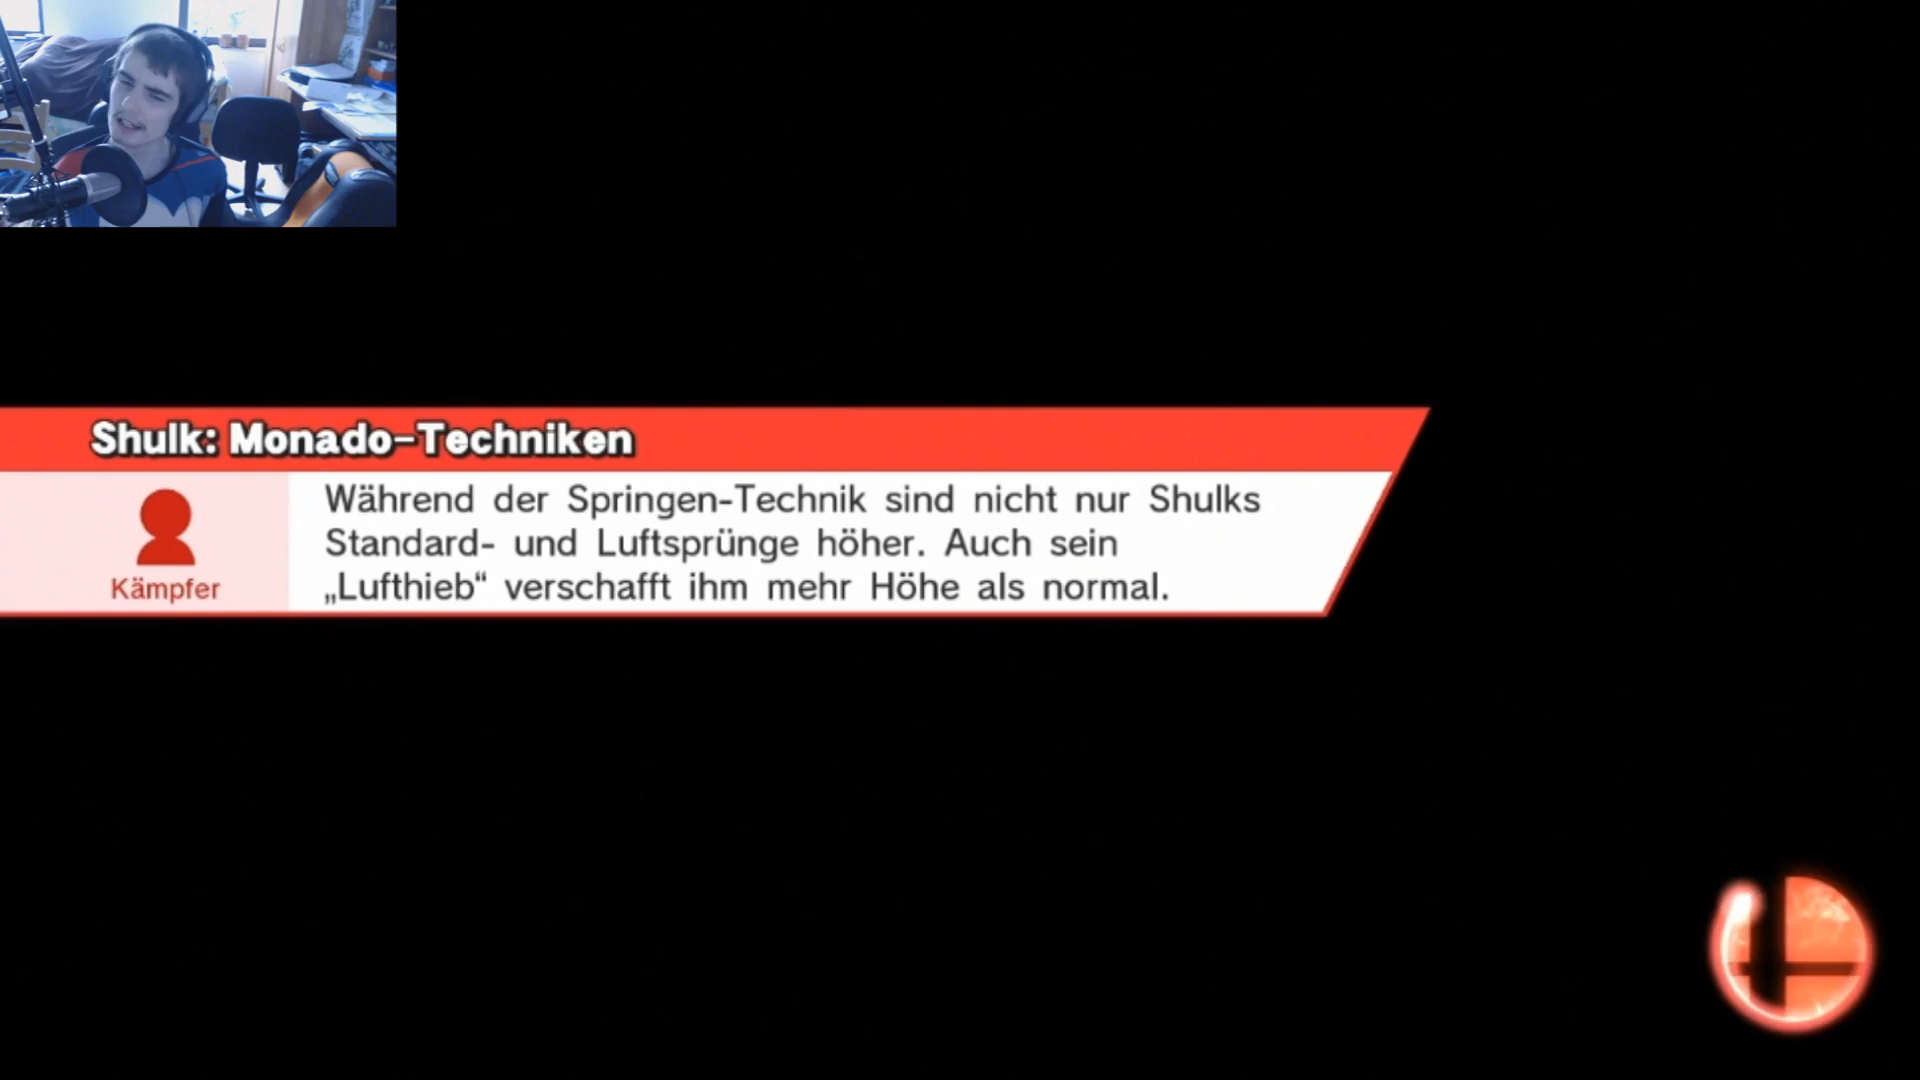 Shulk: Monado-Techniken
Während der Springen-Technik sind nicht nur Shulks
Standard- und Luftsprünge höher. Auch sein
„Lufthieb“ verschafft ihm mehr Höhe als normal.
Kämpfer